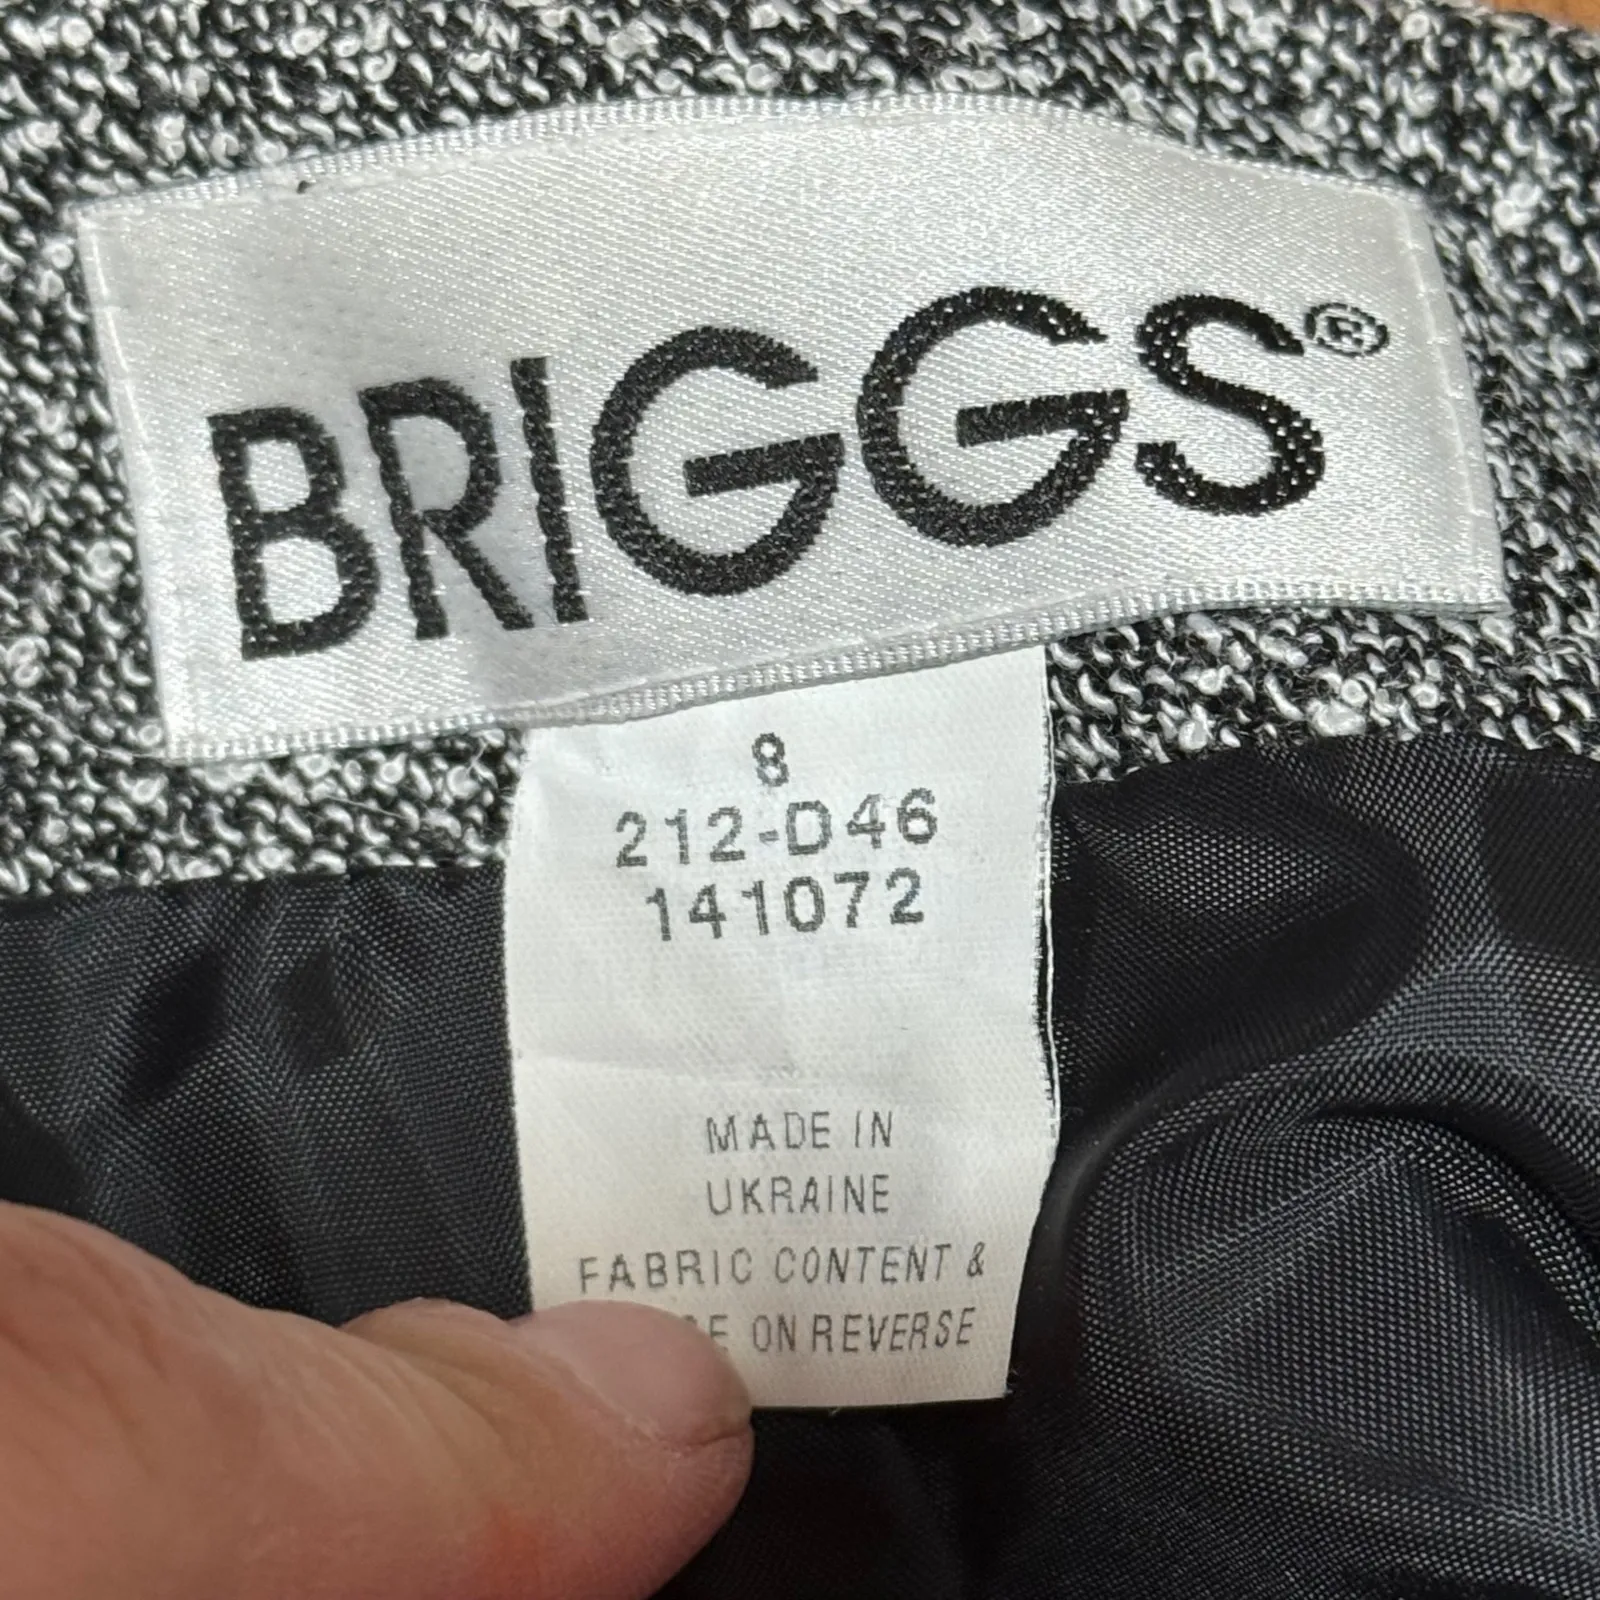 BRIGGS®
8
212-D46
141072
MADE IN
UKRAINE
FABRIC CONTENT &
ON REVERSE